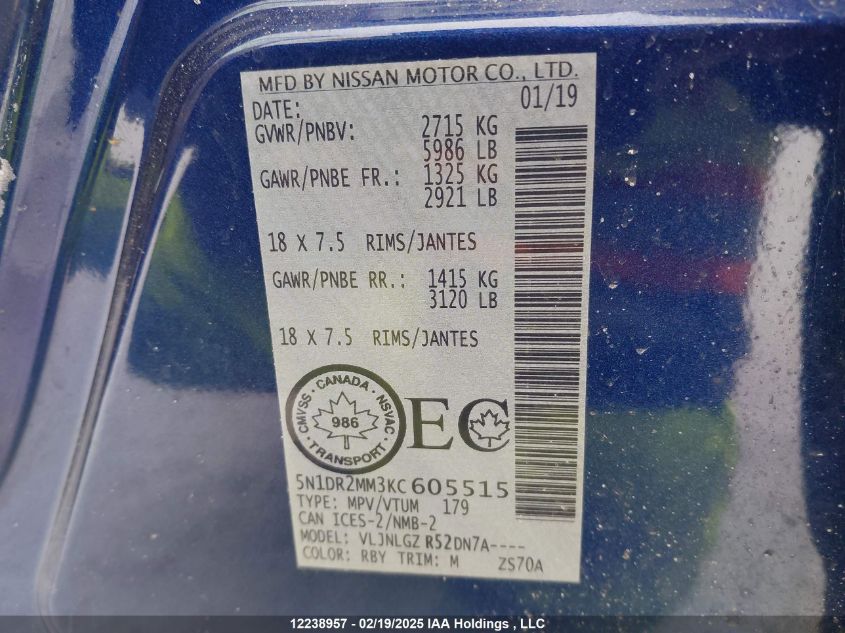 MFD BY NISSAN MOTOR CO., LTD.
DATE: 01/19
GVWR/PNBV: 2715 KG
5986 LB
GAWR/PNBE FR.: 1325 KG
2921 LB
18 X 7.5 RIMS/JANTES
GAWR/PNBE RR.: 1415 KG
3120 LB
18 X 7.5 RIMS/JANTES
CMVSS · CANADA · NSVAC · TRANSPORT ·
986
EC
5N1DR2MM3KC605515
TYPE: MPV/VTUM 179
CAN ICES-2/NMB-2
MODEL: VLJNLGZ R52DN7A----
COLOR: RBY TRIM: M ZS70A
12238957 - 02/19/2025 IAA Holdings , LLC